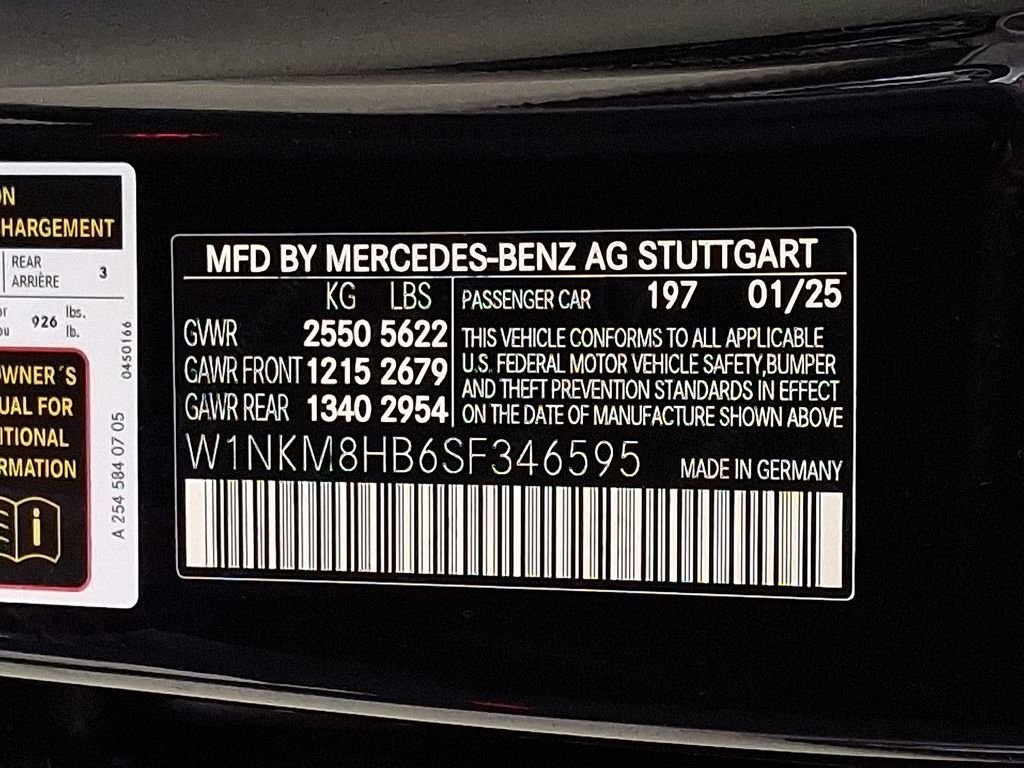 HARGEMENT
REAR
ARRIÈRE 3
926 lbs.
lb.
OWNER´S
UAL FOR
ITIONAL
RMATION
i
A 254 584 07 05
0450166
MFD BY MERCEDES-BENZ AG STUTTGART
KG LBS
GVWR 2550 5622
GAWR FRONT 1215 2679
GAWR REAR 1340 2954
PASSENGER CAR 197 01/25
THIS VEHICLE CONFORMS TO ALL APPLICABLE
U.S. FEDERAL MOTOR VEHICLE SAFETY,BUMPER
AND THEFT PREVENTION STANDARDS IN EFFECT
ON THE DATE OF MANUFACTURE SHOWN ABOVE
W1NKM8HB6SF346595 MADE IN GERMANY